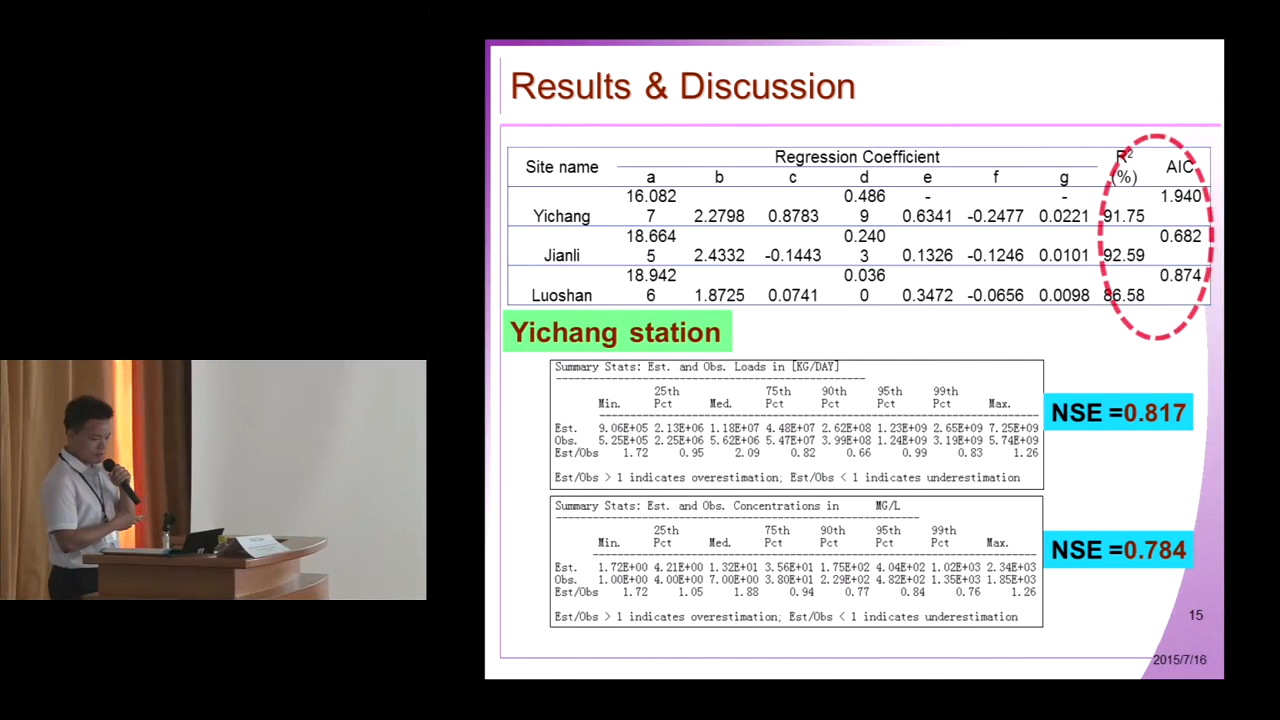 Results & Discussion
Site name Regression Coefficient R² (%) AIC
a b c d e f g
16.082 0.486 - - 1.940
Yichang 7 2.2798 0.8783 9 0.6341 -0.2477 0.0221 91.75
18.664 0.240 0.682
Jianli 5 2.4332 -0.1443 3 0.1326 -0.1246 0.0101 92.59
18.942 0.036 0.874
Luoshan 6 1.8725 0.0741 0 0.3472 -0.0656 0.0098 86.58
Yichang station
Summary Stats: Est. and Obs. Loads in [KG/DAY]
25th 75th 90th 95th 99th
Min. Pct Med. Pct Pct Pct Pct Max.
Est. 9.06E+05 2.13E+06 1.18E+07 4.48E+07 2.62E+08 1.23E+09 2.65E+09 7.25E+09
Obs. 5.25E+05 2.25E+06 5.62E+06 5.47E+07 3.99E+08 1.24E+09 3.19E+09 5.74E+09
Est/Obs 1.72 0.95 2.09 0.82 0.66 0.99 0.83 1.26
Est/Obs > 1 indicates overestimation; Est/Obs < 1 indicates underestimation
NSE =0.817
Summary Stats: Est. and Obs. Concentrations in MG/L
25th 75th 90th 95th 99th
Min. Pct Med. Pct Pct Pct Pct Max.
Est. 1.72E+00 4.21E+00 1.32E+01 3.56E+01 1.75E+02 4.04E+02 1.02E+03 2.34E+03
Obs. 1.00E+00 4.00E+00 7.00E+00 3.80E+01 2.29E+02 4.82E+02 1.35E+03 1.85E+03
Est/Obs 1.72 1.05 1.88 0.94 0.77 0.84 0.76 1.26
Est/Obs > 1 indicates overestimation; Est/Obs < 1 indicates underestimation
NSE =0.784
15
2015/7/16